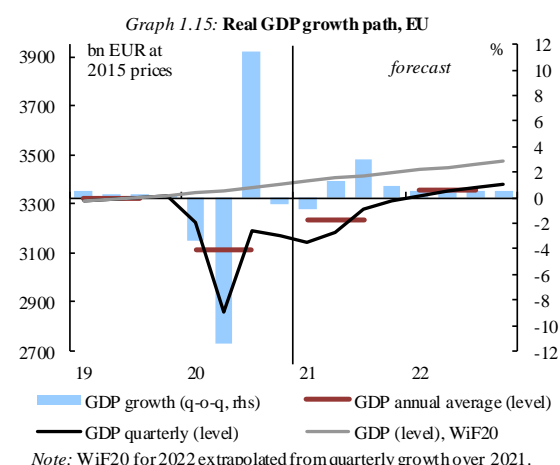 Graph 1.15: Real GDP growth path, EU
bn EUR at
2015 prices
forecast
%
3900
3700
3500
3300
3100
2900
2700
12
10
8
6
4
2
0
-2
-4
-6
-8
-10
-12
19 20 21 22
GDP growth (q-o-q, rhs) GDP annual average (level)
GDP quarterly (level) GDP (level), WiF20
Note: WiF20 for 2022 extrapolated from quarterly growth over 2021.